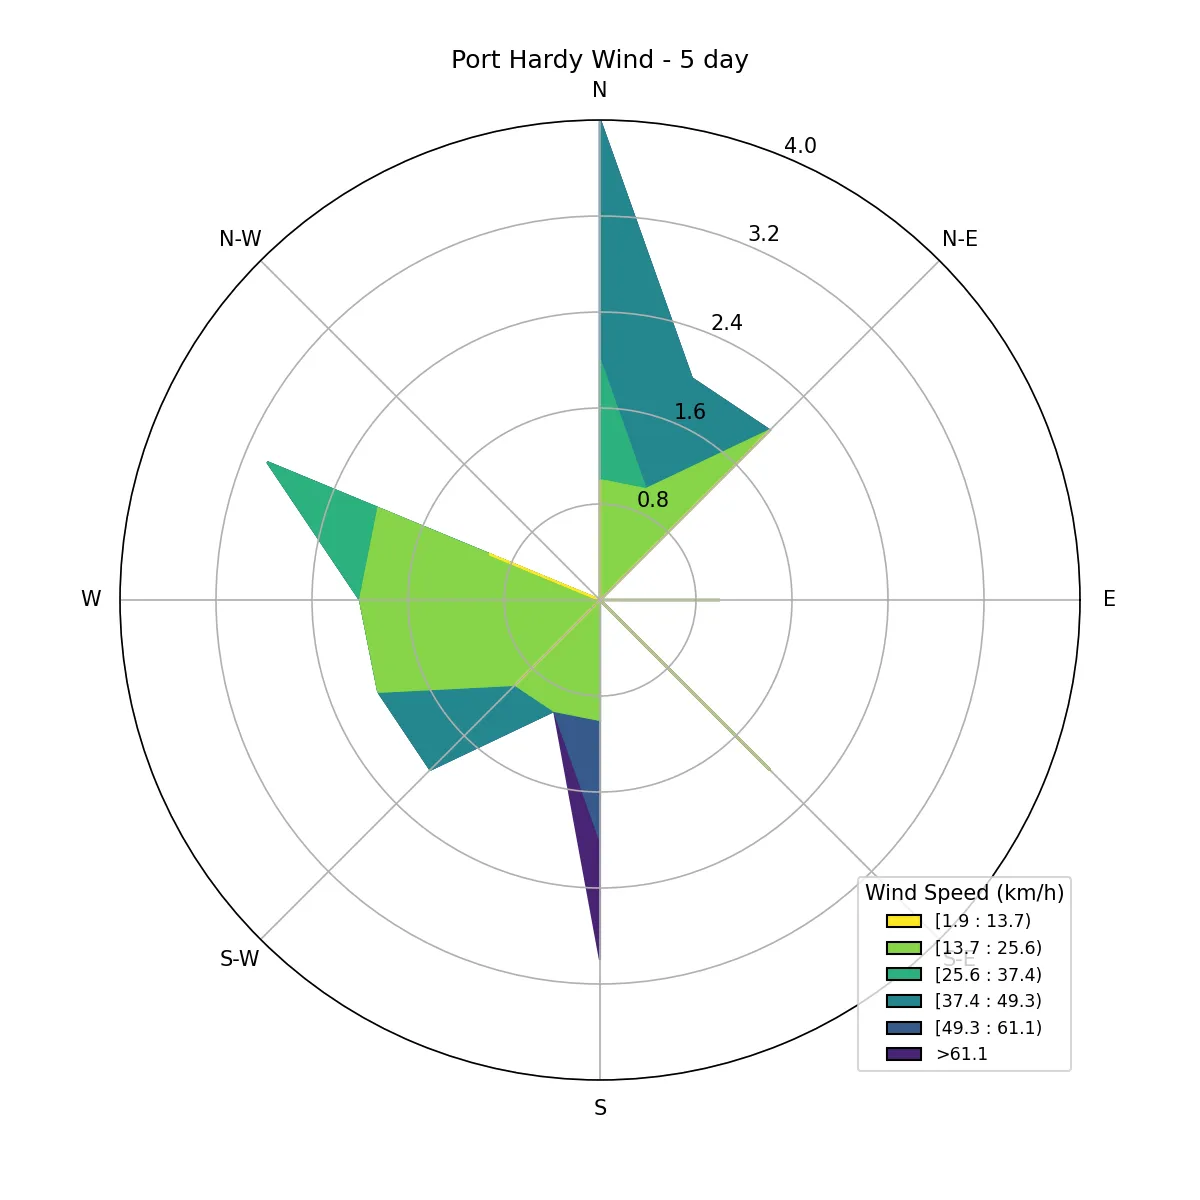 Port Hardy Wind - 5 day
N
4.0
N-W
3.2
N-E
2.4
1.6
0.8
W
E
Wind Speed (km/h)
[1.9 : 13.7)
[13.7 : 25.6)
S-W
S-E
[25.6 : 37.4)
[37.4 : 49.3)
[49.3 : 61.1)
>61.1
S